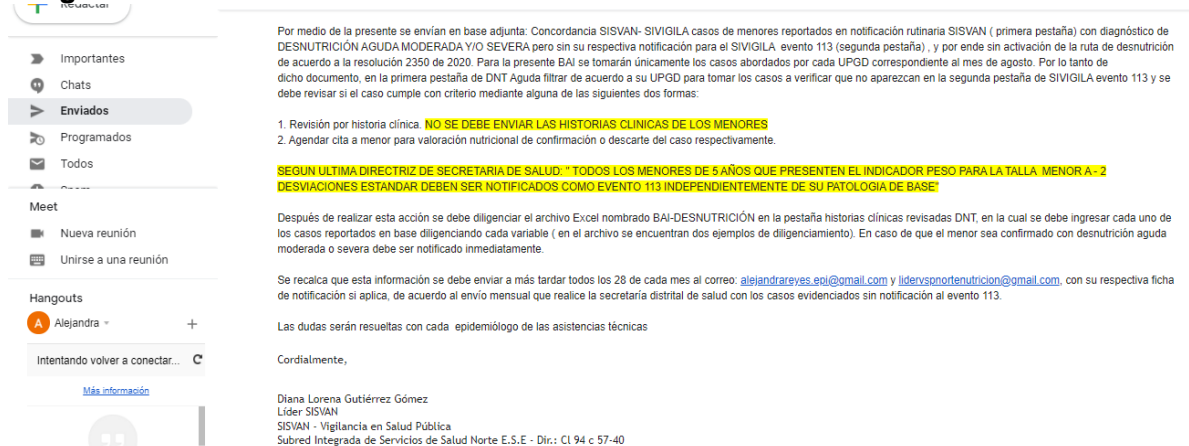 Redactar
Importantes
Chats
Enviados
Programados
Todos
Spam
Meet
Nueva reunión
Unirse a una reunión
Hangouts
A Alejandra
Intentando volver a conectar...
Más información
Por medio de la presente se envían en base adjunta: Concordancia SISVAN- SIVIGILA casos de menores reportados en notificación rutinaria SISVAN ( primera pestaña) con diagnóstico de
DESNUTRICIÓN AGUDA MODERADA Y/O SEVERA pero sin su respectiva notificación para el SIVIGILA evento 113 (segunda pestaña) , y por ende sin activación de la ruta de desnutrición
de acuerdo a la resolución 2350 de 2020. Para la presente BAI se tomarán únicamente los casos abordados por cada UPGD correspondiente al mes de agosto. Por lo tanto de
dicho documento, en la primera pestaña de DNT Aguda filtrar de acuerdo a su UPGD para tomar los casos a verificar que no aparezcan en la segunda pestaña de SIVIGILA evento 113 y se
debe revisar si el caso cumple con criterio mediante alguna de las siguientes dos formas:
1. Revisión por historia clínica. NO SE DEBE ENVIAR LAS HISTORIAS CLINICAS DE LOS MENORES
2. Agendar cita a menor para valoración nutricional de confirmación o descarte del caso respectivamente.
SEGUN ULTIMA DIRECTRIZ DE SECRETARIA DE SALUD: " TODOS LOS MENORES DE 5 AÑOS QUE PRESENTEN EL INDICADOR PESO PARA LA TALLA MENOR A - 2
DESVIACIONES ESTANDAR DEBEN SER NOTIFICADOS COMO EVENTO 113 INDEPENDIENTEMENTE DE SU PATOLOGIA DE BASE"
Después de realizar esta acción se debe diligenciar el archivo Excel nombrado BAI-DESNUTRICIÓN en la pestaña historias clínicas revisadas DNT, en la cual se debe ingresar cada uno de
los casos reportados en base diligenciando cada variable ( en el archivo se encuentran dos ejemplos de diligenciamiento). En caso de que el menor sea confirmado con desnutrición aguda
moderada o severa debe ser notificado inmediatamente.
Se recalca que esta información se debe enviar a más tardar todos los 28 de cada mes al correo: alejandrareyes.epi@gmail.com y lidervspnortenutricion@gmail.com, con su respectiva ficha
de notificación si aplica, de acuerdo al envío mensual que realice la secretaría distrital de salud con los casos evidenciados sin notificación al evento 113.
Las dudas serán resueltas con cada epidemiólogo de las asistencias técnicas
Cordialmente,
Diana Lorena Gutiérrez Gómez
Líder SISVAN
SISVAN - Vigilancia en Salud Pública
Subred Integrada de Servicios de Salud Norte E.S.E - Dir.: Cl 94 c 57-40